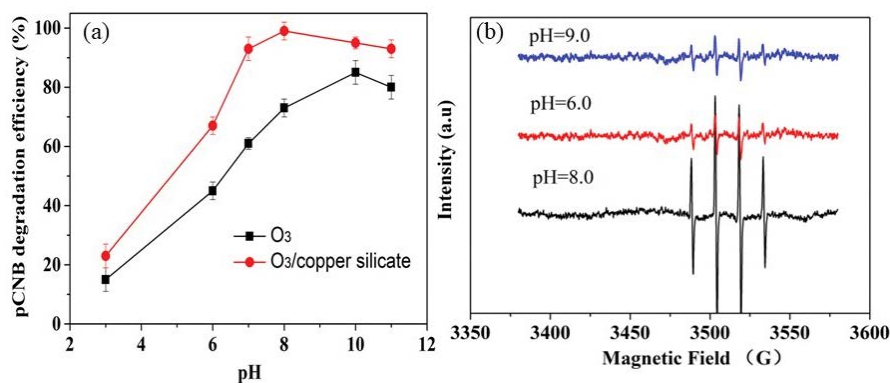 (a)
pCNB degradation efficiency (%)
100
80
60
40
20
0
O3
O3/copper silicate
2
4
6
8
10
12
pH
(b)
Intensity (a.u)
pH=9.0
pH=6.0
pH=8.0
3350
3400
3450
3500
3550
3600
Magnetic Field （G）